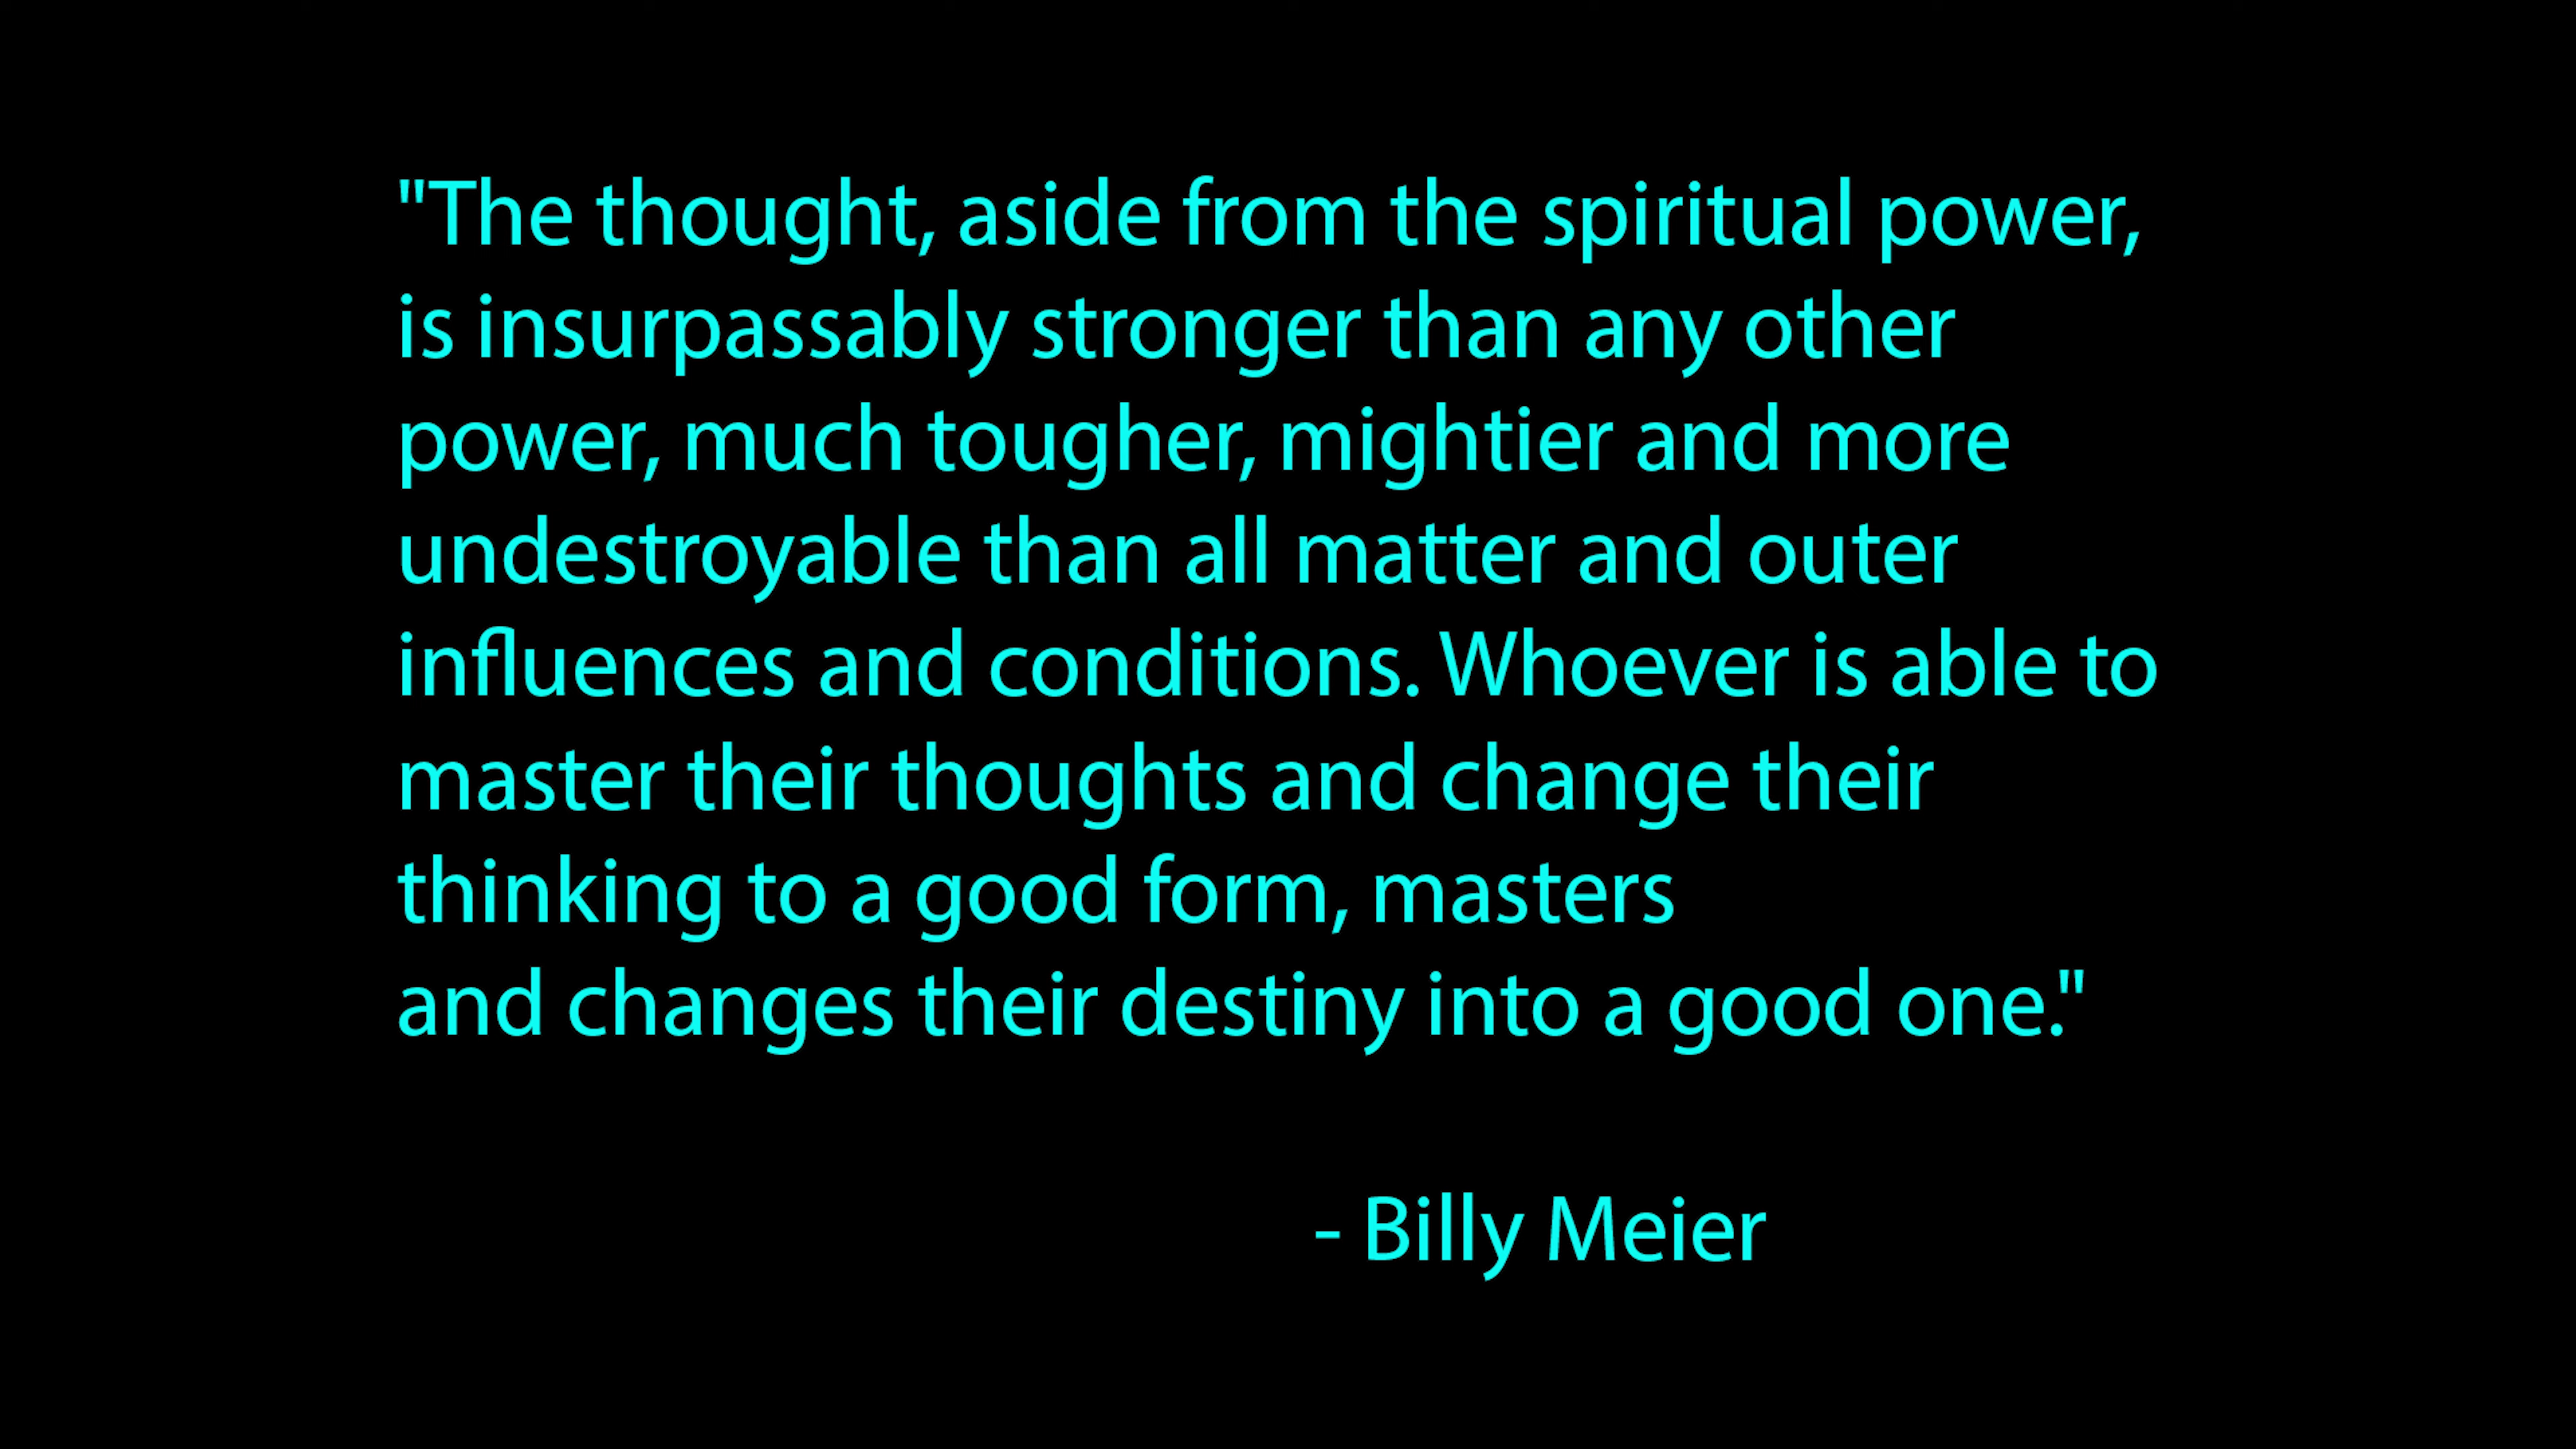 "The thought, aside from the spiritual power,
is insurpassably stronger than any other
power, much tougher, mightier and more
undestroyable than all matter and outer
influences and conditions. Whoever is able to
master their thoughts and change their
thinking to a good form, masters
and changes their destiny into a good one."
- Billy Meier